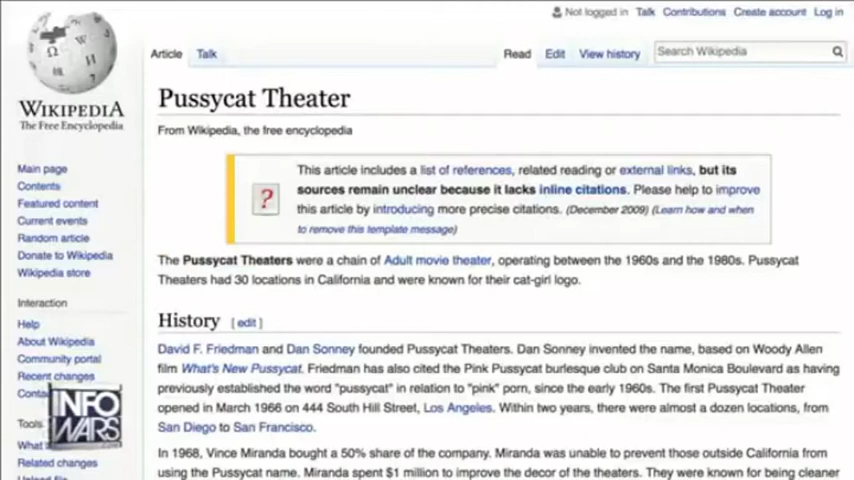 Not logged in Talk Contributions Create account Log in
Article Talk Read Edit View history Search Wikipedia
WIKIPEDIA
The Free Encyclopedia
Pussycat Theater
From Wikipedia, the free encyclopedia
This article includes a list of references, related reading or external links, but its
sources remain unclear because it lacks inline citations. Please help to improve
this article by introducing more precise citations. (December 2009) (Learn how and when
to remove this template message)
Main page
Contents
Featured content
Current events
Random article
Donate to Wikipedia
Wikipedia store
Interaction
Help
About Wikipedia
Community portal
Recent changes
Tools
Related changes
The Pussycat Theaters were a chain of Adult movie theater, operating between the 1960s and the 1980s. Pussycat
Theaters had 30 locations in California and were known for their cat-girl logo.
History [ edit ]
David F. Friedman and Dan Sonney founded Pussycat Theaters. Dan Sonney invented the name, based on Woody Allen
film What's New Pussycat. Friedman has also cited the Pink Pussycat burlesque club on Santa Monica Boulevard as having
previously established the word "pussycat" in relation to "pink" porn, since the early 1960s. The first Pussycat Theater
opened in March 1966 on 444 South Hill Street, Los Angeles. Within two years, there were almost a dozen locations, from
San Diego to San Francisco.
In 1968, Vince Miranda bought a 50% share of the company. Miranda was unable to prevent those outside California from
using the Pussycat name. Miranda spent $1 million to improve the decor of the theaters. They were known for being cleaner
INFO
WARS